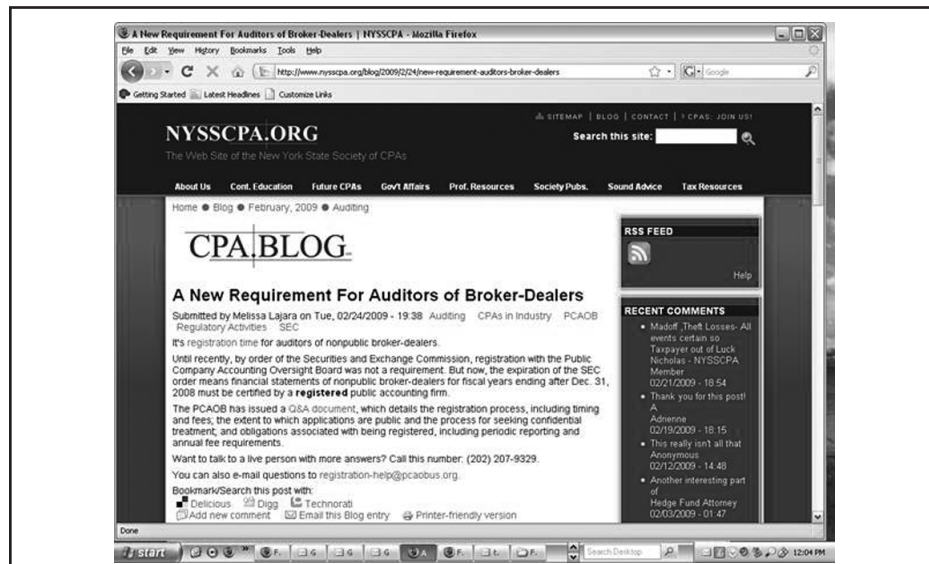 A New Requirement For Auditors of Broker-Dealers | NYSSCPA - Mozilla Firefox
File Edit View History Bookmarks Tools Help
http://www.nysscpa.org/blog/2009/2/24/new-requirement-auditors-broker-dealers
Google
Getting Started Latest Headlines Customize Links
SITEMAP | BLOG | CONTACT | CPAS: JOIN US!
NYSSCPA.ORG
Search this site:
The Web Site of the New York State Society of CPAs
About Us Cont. Education Future CPAs Gov't Affairs Prof. Resources Society Pubs. Sound Advice Tax Resources
Home ● Blog ● February, 2009 ● Auditing
CPA.BLOG
A New Requirement For Auditors of Broker-Dealers
Submitted by Melissa Lajara on Tue, 02/24/2009 - 19:38 Auditing CPAs in Industry PCAOB
Regulatory Activities SEC
It's registration time for auditors of nonpublic broker-dealers.
Until recently, by order of the Securities and Exchange Commission, registration with the Public
Company Accounting Oversight Board was not a requirement. But now, the expiration of the SEC
order means financial statements of nonpublic broker-dealers for fiscal years ending after Dec. 31,
2008 must be certified by a registered public accounting firm.
The PCAOB has issued a Q&A document, which details the registration process, including timing
and fees; the extent to which applications are public and the process for seeking confidential
treatment; and obligations associated with being registered, including periodic reporting and
annual fee requirements.
Want to talk to a live person with more answers? Call this number: (202) 207-9329.
You can also e-mail questions to registration-help@pcaobus.org.
Bookmark/Search this post with:
Delicious Digg Technorati
Add new comment Email this Blog entry Printer-friendly version
RSS FEED
Help
RECENT COMMENTS
● Madoff ,Theft Losses- All
events certain so
Taxpayer out of Luck
Nicholas - NYSSCPA
Member
02/21/2009 - 18:54
● Thank you for this post!
A
Adrienne
02/19/2009 - 18:15
● This really isn't all that
Anonymous
02/12/2009 - 14:48
● Another interesting part
of
Hedge Fund Attorney
02/03/2009 - 01:47
Done
start
F.. G G G A F.. t.. F..
Search Desktop
12:04 PM